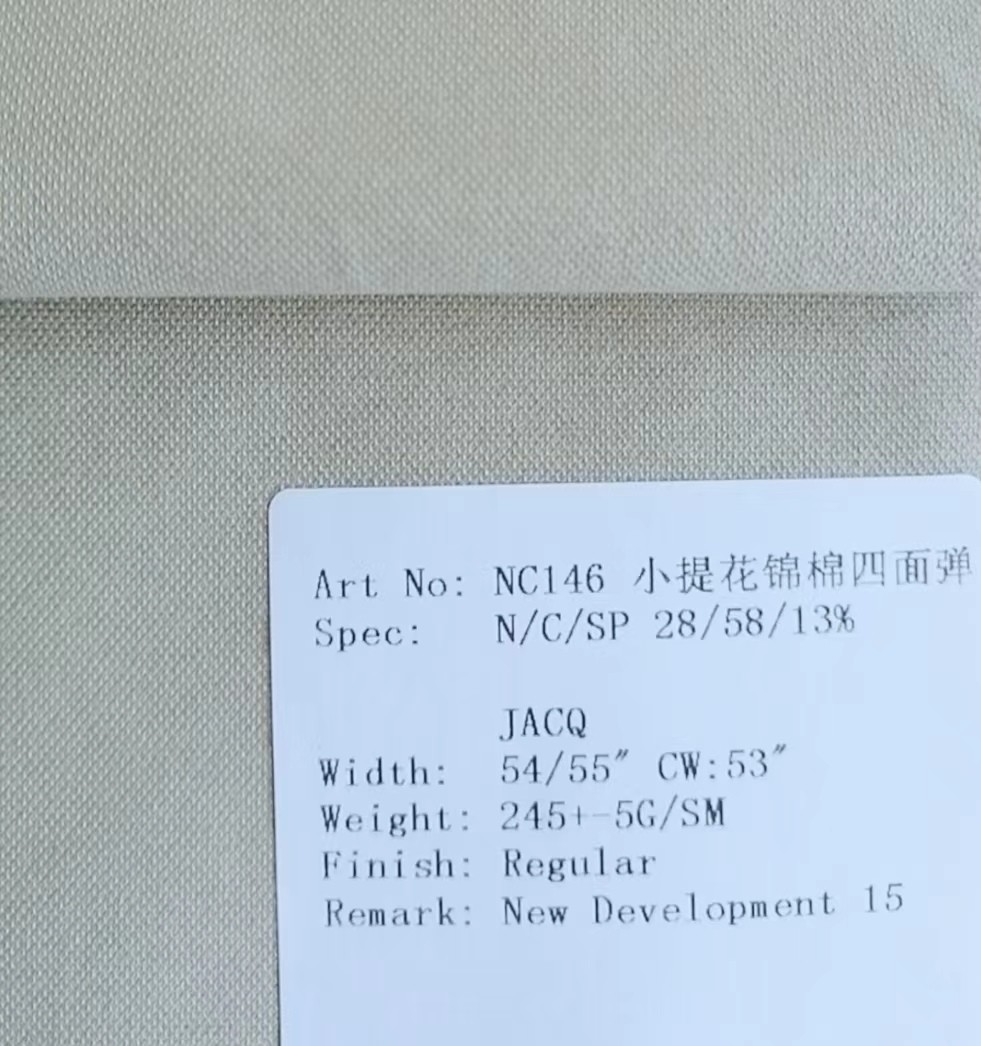 Art No: NC146 小提花锦棉四面弹
Spec: N/C/SP 28/58/13%
JACQ
Width: 54/55" CW:53"
Weight: 245+-5G/SM
Finish: Regular
Remark: New Development 15